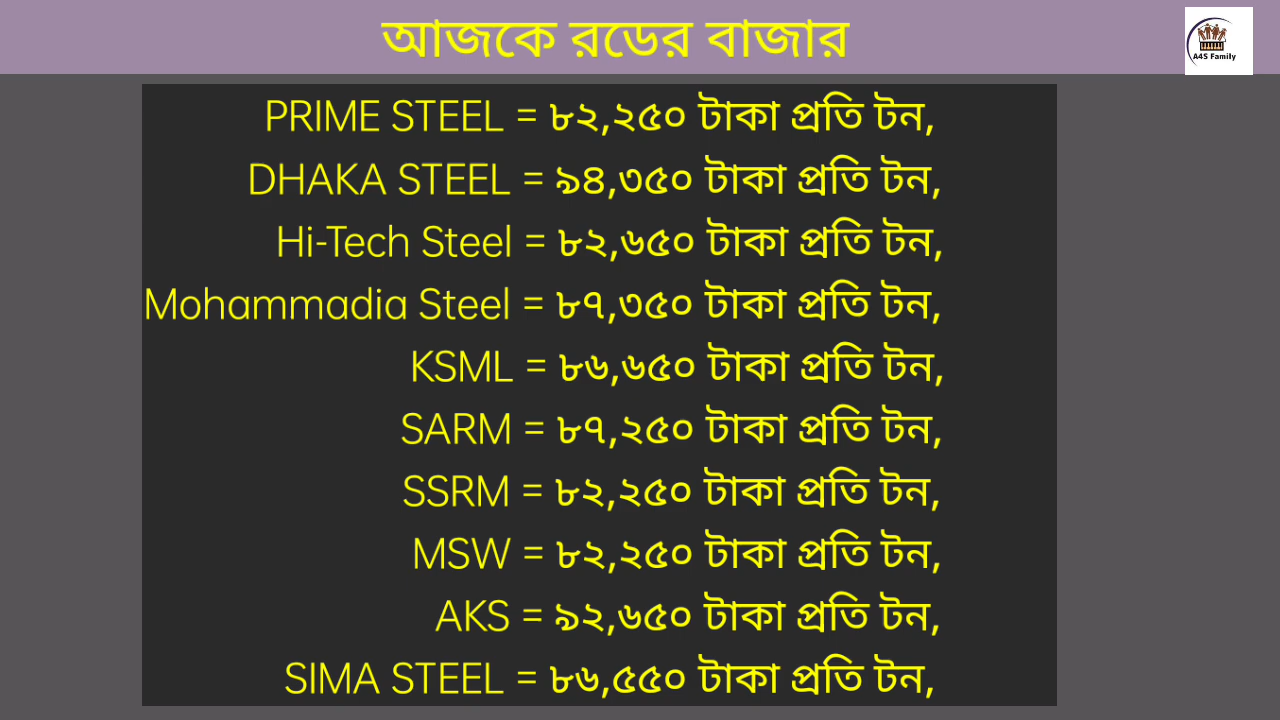 আজকে রডের বাজার
A4S Family
PRIME STEEL = ৮২,২৫০ টাকা প্রতি টন,
DHAKA STEEL = ৯৪,৩৫০ টাকা প্রতি টন,
Hi-Tech Steel = ৮২,৬৫০ টাকা প্রতি টন,
Mohammadia Steel = ৮৭,৩৫০ টাকা প্রতি টন,
KSML = ৮৬,৬৫০ টাকা প্রতি টন,
SARM = ৮৭,২৫০ টাকা প্রতি টন,
SSRM = ৮২,২৫০ টাকা প্রতি টন,
MSW = ৮২,২৫০ টাকা প্রতি টন,
AKS = ৯২,৬৫০ টাকা প্রতি টন,
SIMA STEEL = ৮৬,৫৫০ টাকা প্রতি টন,